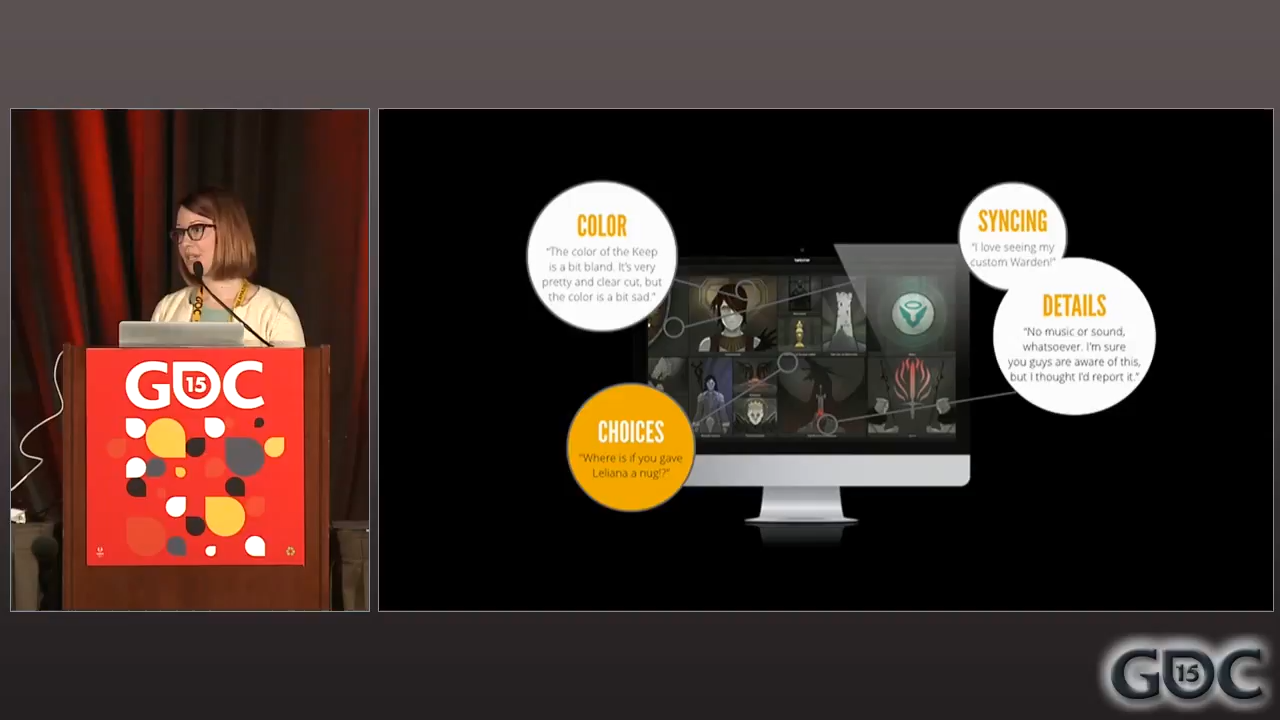 COLOR
"The color of the Keep
is a bit bland. It's very
pretty and clear cut, but
the color is a bit sad."
SYNCING
"I love seeing my
custom Warden!"
DETAILS
"No music or sound,
whatsoever. I'm sure
you guys are aware of this,
but I thought I'd report it."
CHOICES
"Where is if you gave
Leliana a nug!?"
GDC
15
GDC
15